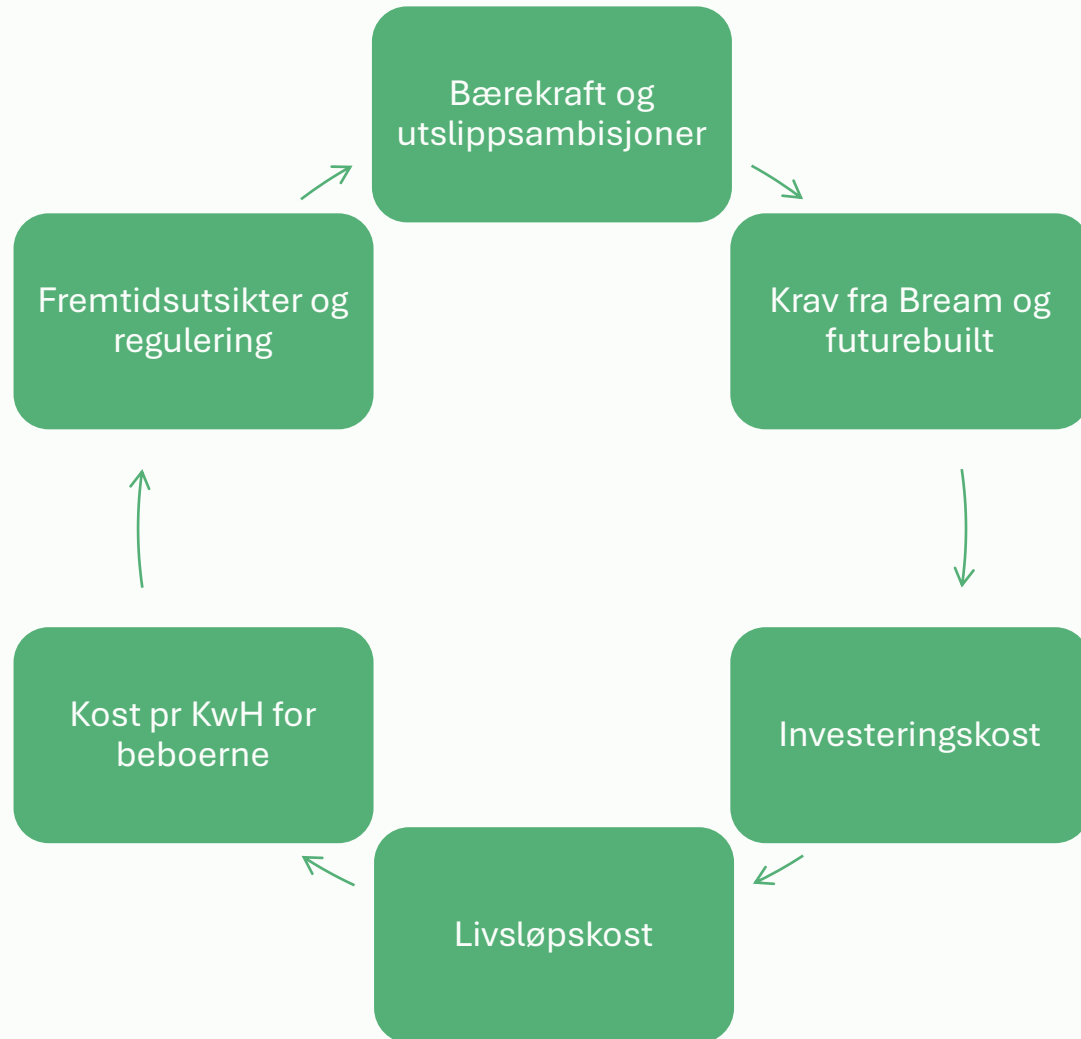 Bærekraft og
utslippsambisjoner
Krav fra Bream og
futurebuilt
Investeringskost
Livsløpskost
Kost pr KwH for
beboerne
Fremtidsutsikter og
regulering